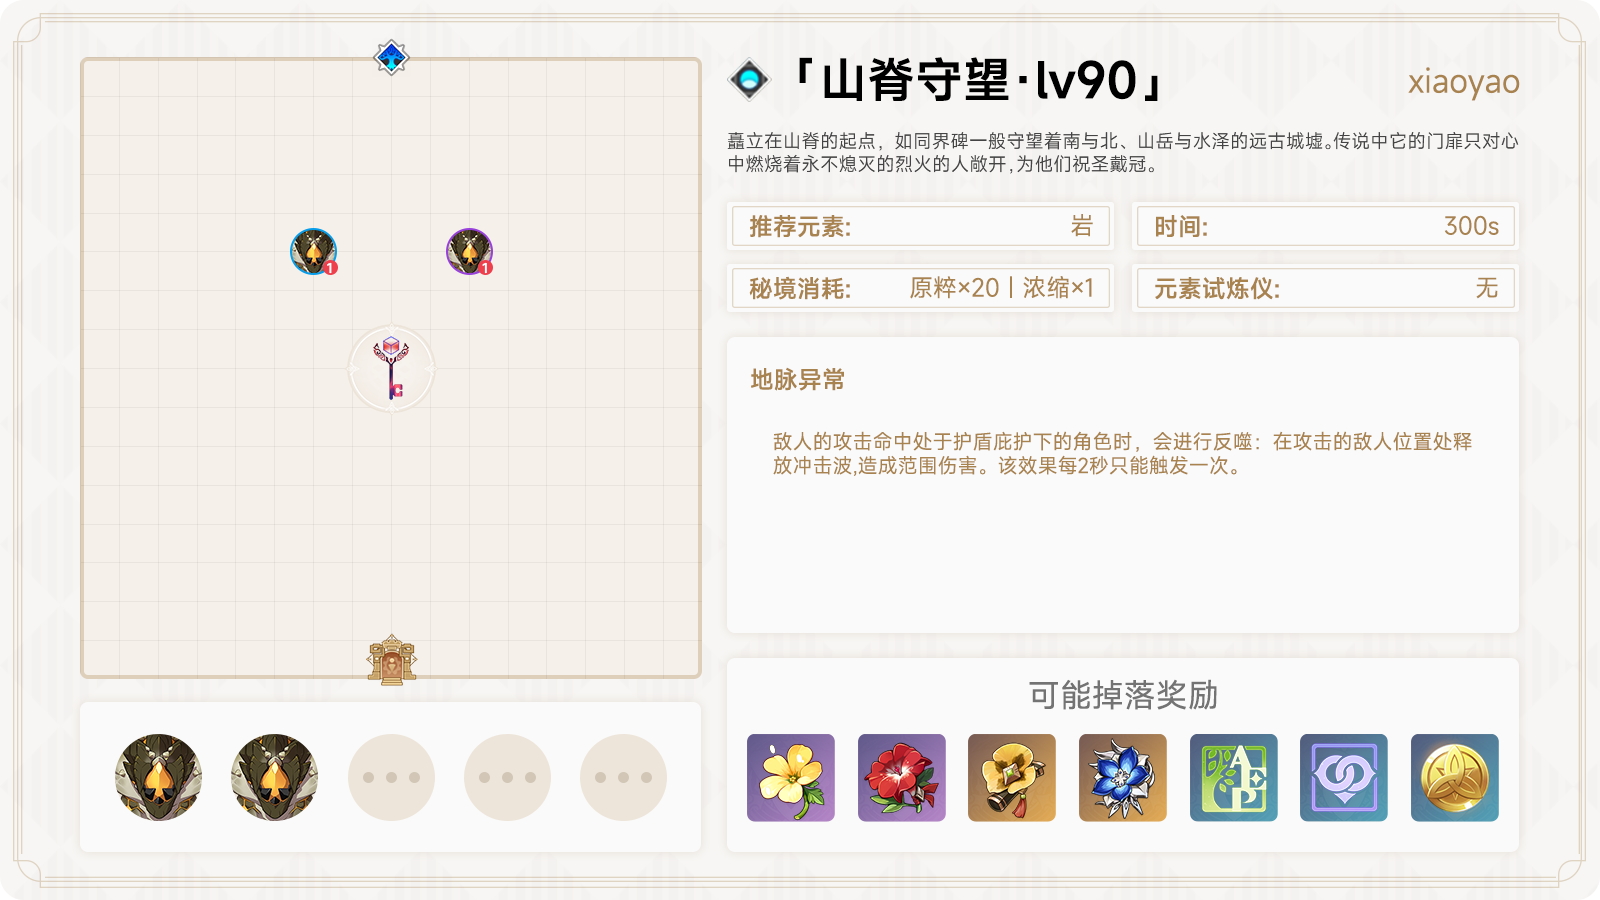 「山脊守望·lv90」
xiaoyao
矗立在山脊的起点，如同界碑一般守望着南与北、山岳与水泽的远古城墟。传说中它的门扉只对心
中燃烧着永不熄灭的烈火的人敞开,为他们祝圣戴冠。
推荐元素: 岩
时间: 300s
秘境消耗: 原粹×20丨浓缩×1
元素试炼仪: 无
地脉异常
敌人的攻击命中处于护盾庇护下的角色时，会进行反噬：在攻击的敌人位置处释
放冲击波,造成范围伤害。该效果每2秒只能触发一次。
1
1
可能掉落奖励
AEP